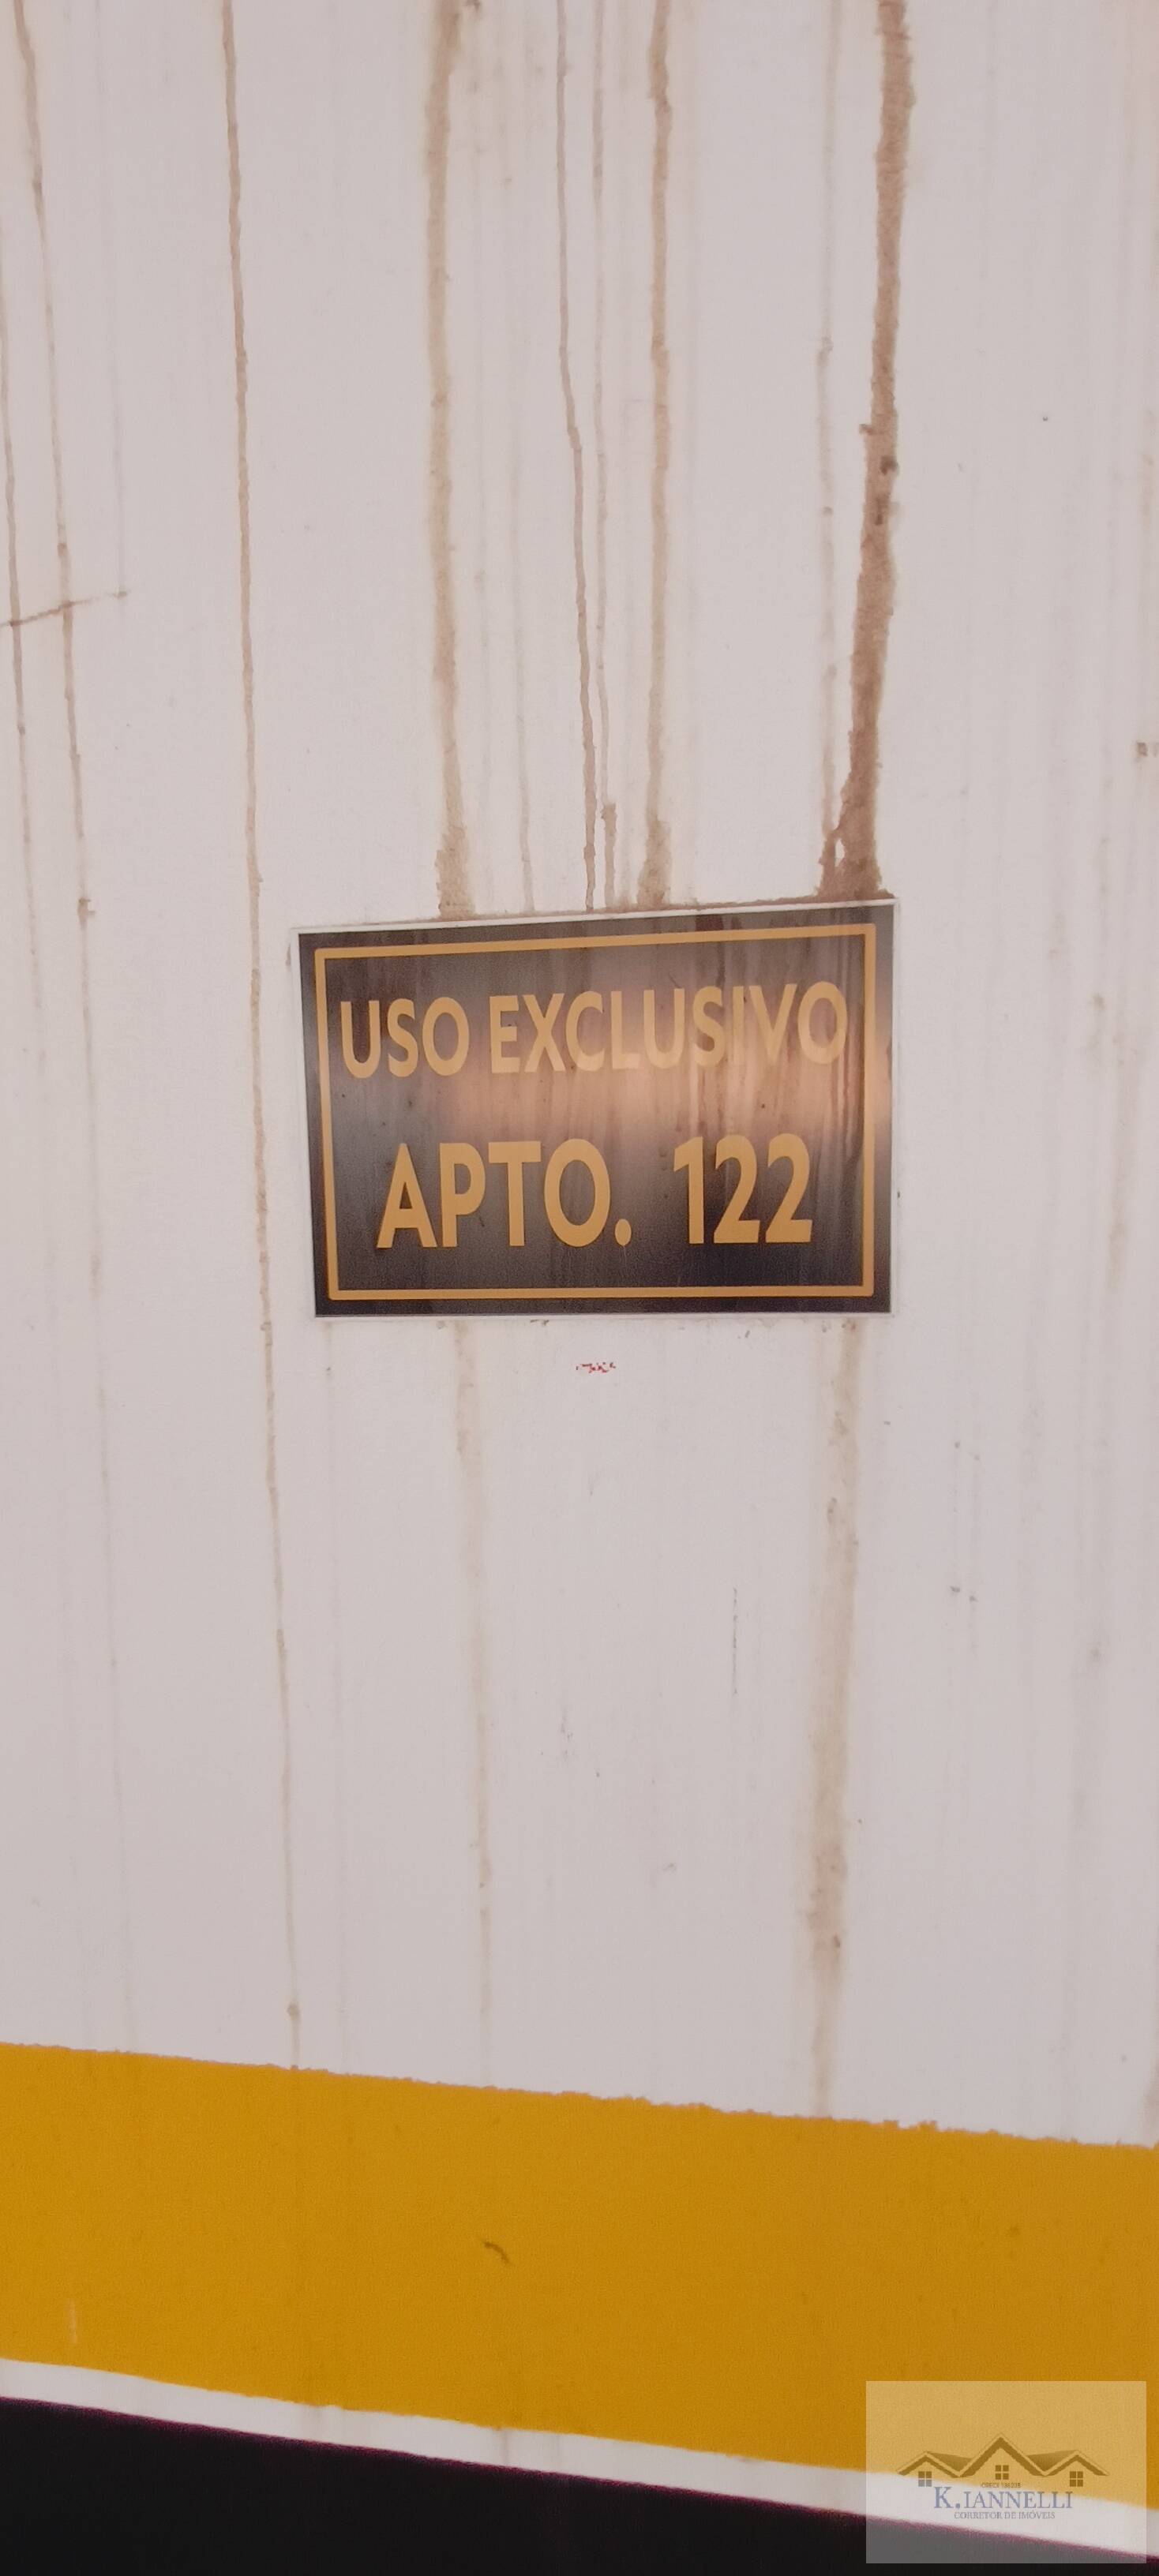 USO EXCLUSIVO
APTO. 122
K. IANNELLI
CORRETOR DE IMÓVEIS